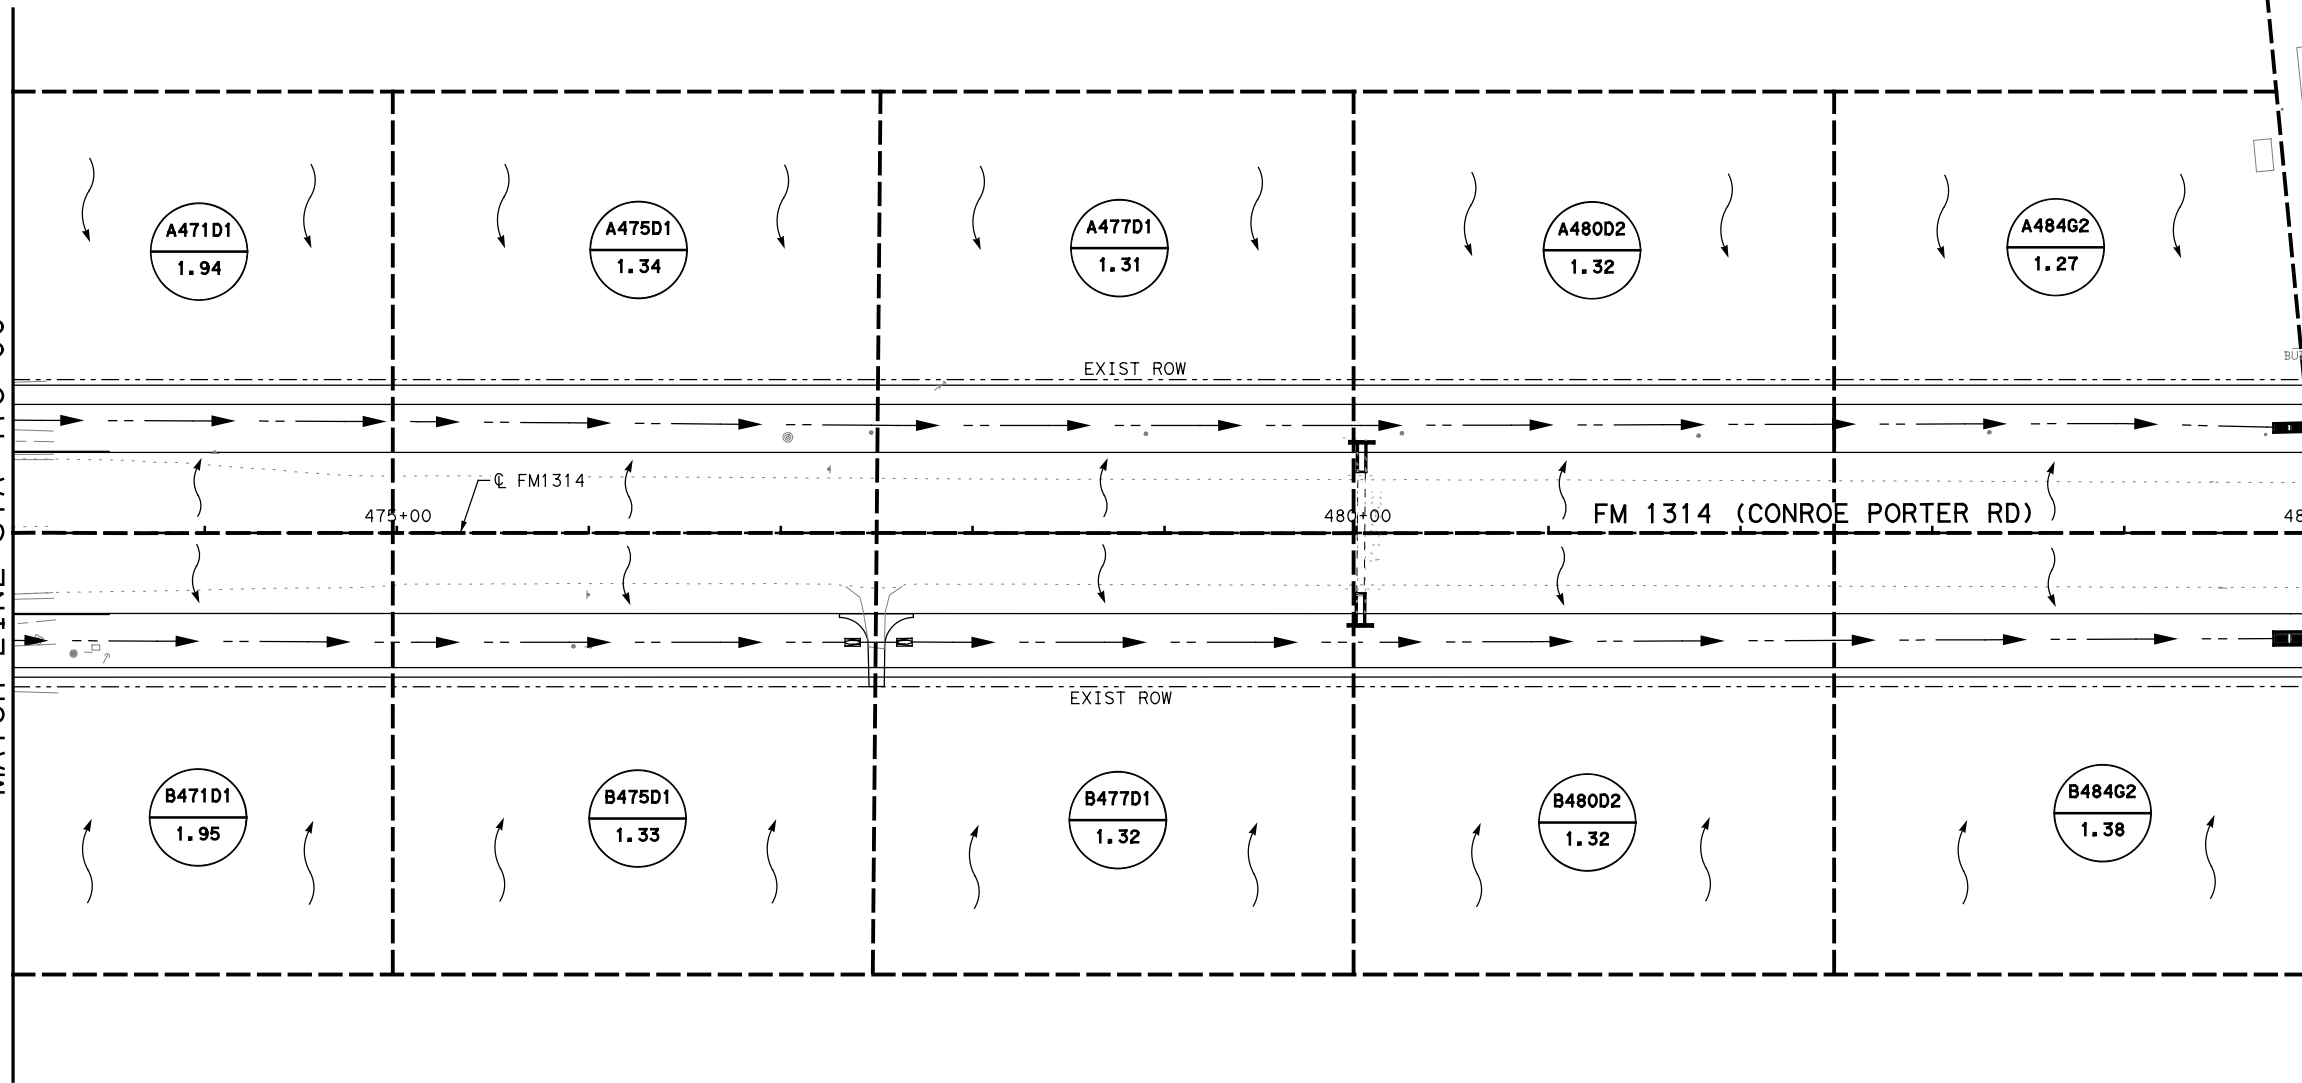 A471D1
1.94
A475D1
1.34
A477D1
1.31
A480D2
1.32
A484G2
1.27
EXIST ROW
℄ FM1314
475+00
480+00
FM 1314 (CONROE PORTER RD)
EXIST ROW
B471D1
1.95
B475D1
1.33
B477D1
1.32
B480D2
1.32
B484G2
1.38